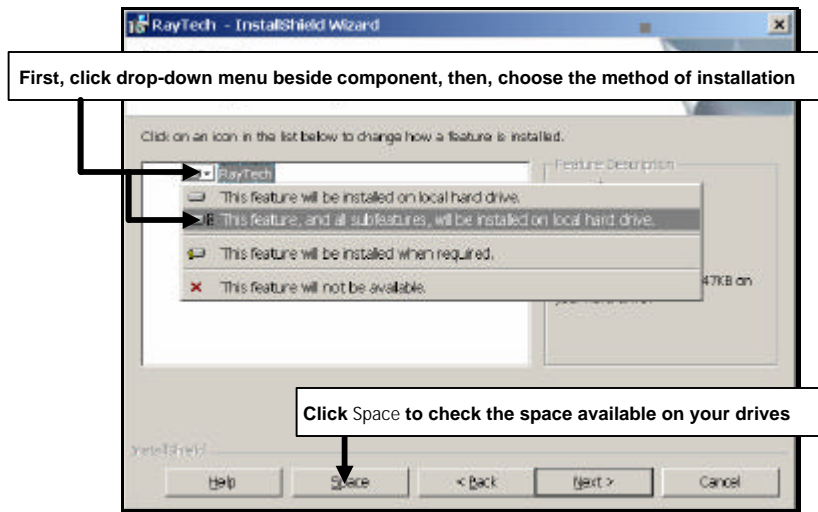 RayTech - InstallShield Wizard
First, click drop-down menu beside component, then, choose the method of installation
Click on an icon in the list below to change how a feature is installed.
RayTech
Feature Description
This feature will be installed on local hard drive.
This feature, and all subfeatures, will be installed on local hard drive.
This feature will be installed when required.
This feature will not be available.
47KB on
Click Space to check the space available on your drives
InstallShield
Help Space < Back Next > Cancel